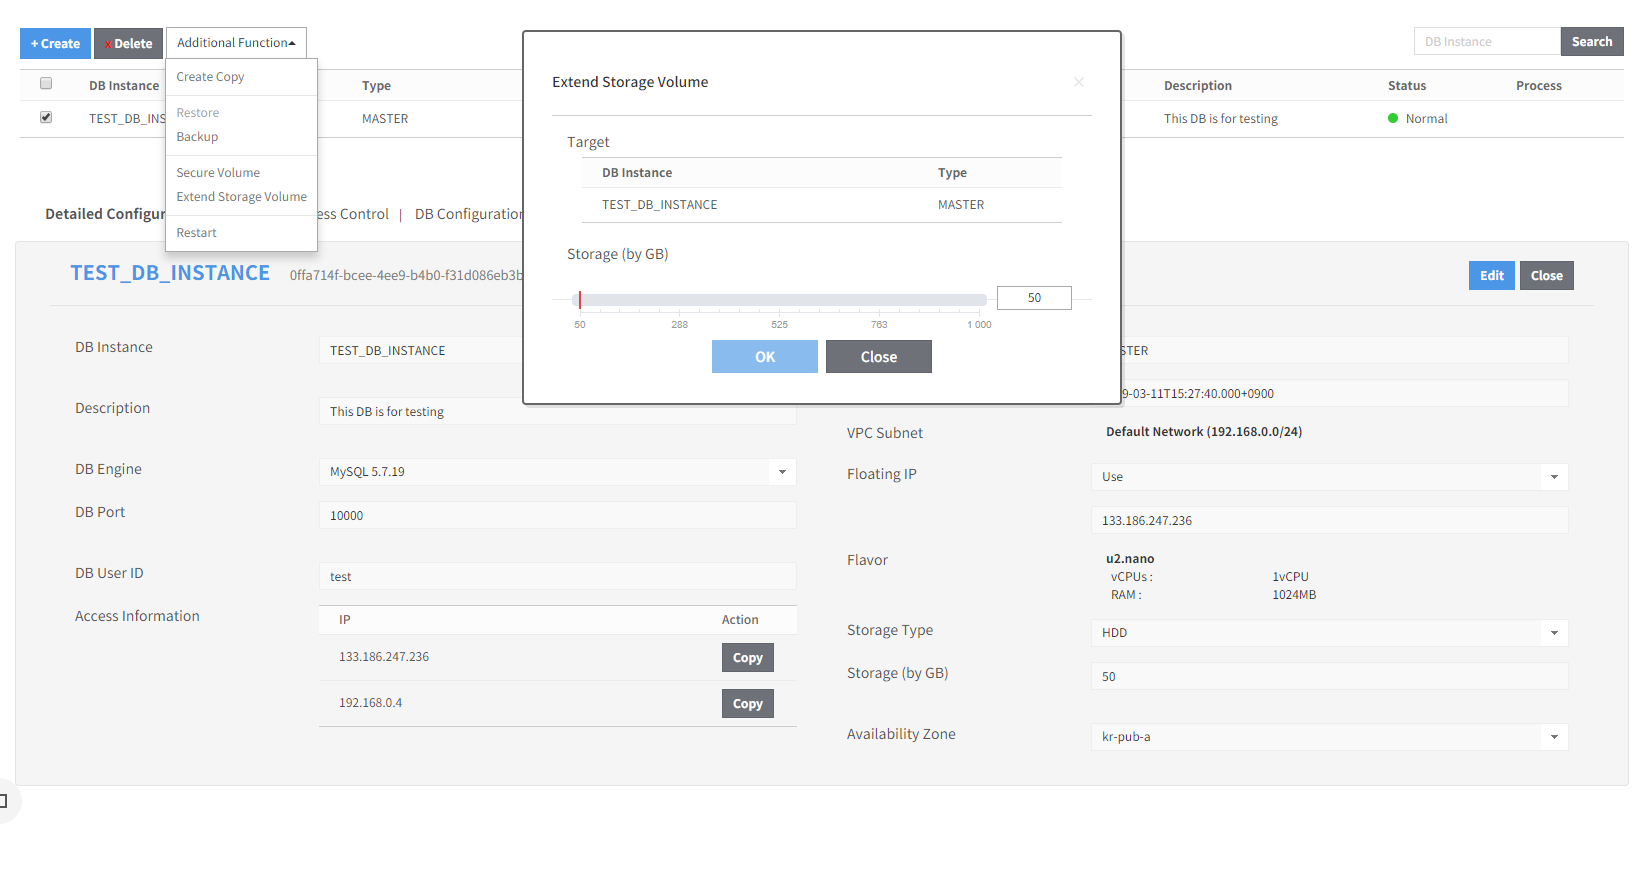 + Create
x Delete
Additional Function
DB Instance
Search
Create Copy
Restore
Backup
Secure Volume
Extend Storage Volume
Restart
DB Instance
Type
Description
Status
Process
TEST_DB_INS
MASTER
This DB is for testing
Normal
Extend Storage Volume
×
Target
DB Instance
Type
TEST_DB_INSTANCE
MASTER
Storage (by GB)
50
50
288
525
763
1 000
OK
Close
Detailed Configur
ess Control | DB Configuration
TEST_DB_INSTANCE
0ffa714f-bcee-4ee9-b4b0-f31d086eb3b
Edit
Close
DB Instance
TEST_DB_INSTANCE
Description
This DB is for testing
DB Engine
MySQL 5.7.19
DB Port
10000
DB User ID
test
Access Information
IP
Action
133.186.247.236
Copy
192.168.0.4
Copy
STER
9-03-11T15:27:40.000+0900
VPC Subnet
Default Network (192.168.0.0/24)
Floating IP
Use
133.186.247.236
Flavor
u2.nano
vCPUs :
1vCPU
RAM :
1024MB
Storage Type
HDD
Storage (by GB)
50
Availability Zone
kr-pub-a